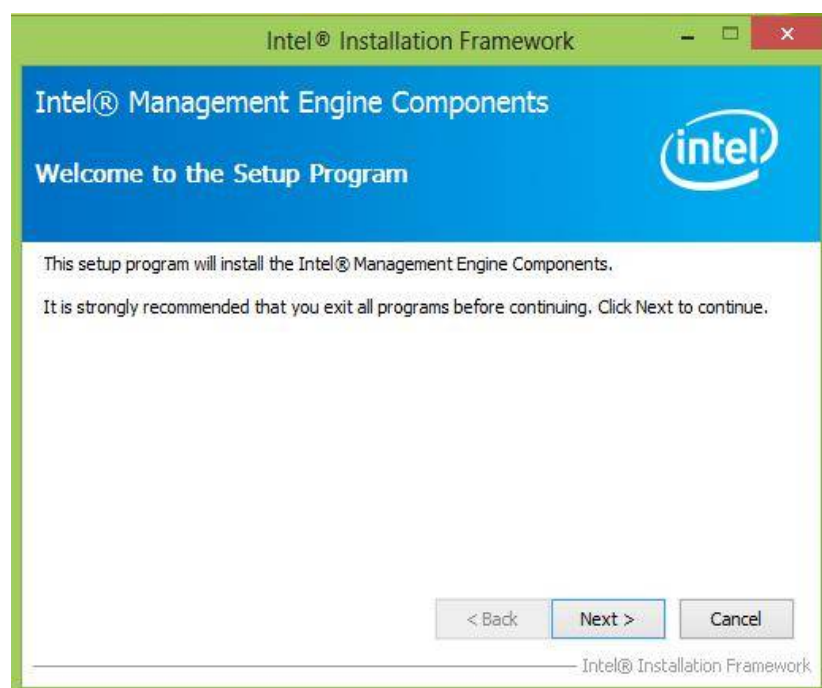 Intel® Installation Framework
Intel® Management Engine Components
Welcome to the Setup Program
intel
This setup program will install the Intel® Management Engine Components.
It is strongly recommended that you exit all programs before continuing. Click Next to continue.
< Back Next > Cancel
Intel® Installation Framework